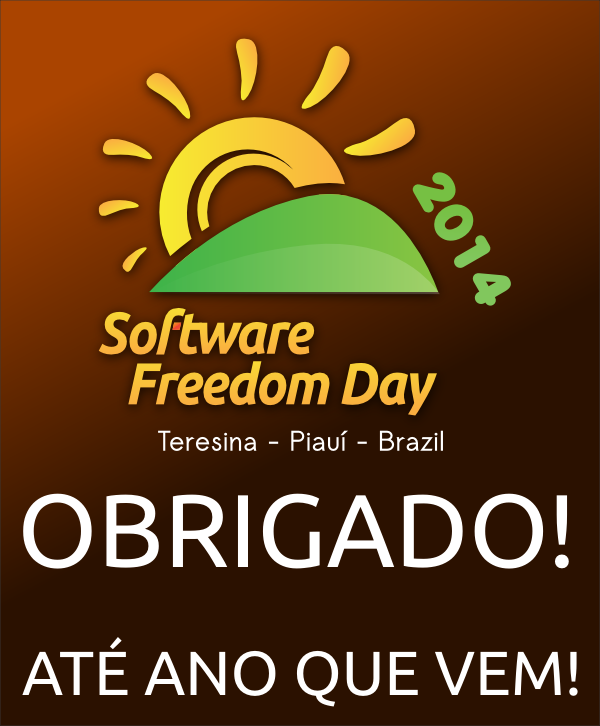 2014
Software
Freedom Day
Teresina - Piauí - Brazil
OBRIGADO!
ATÉ ANO QUE VEM!